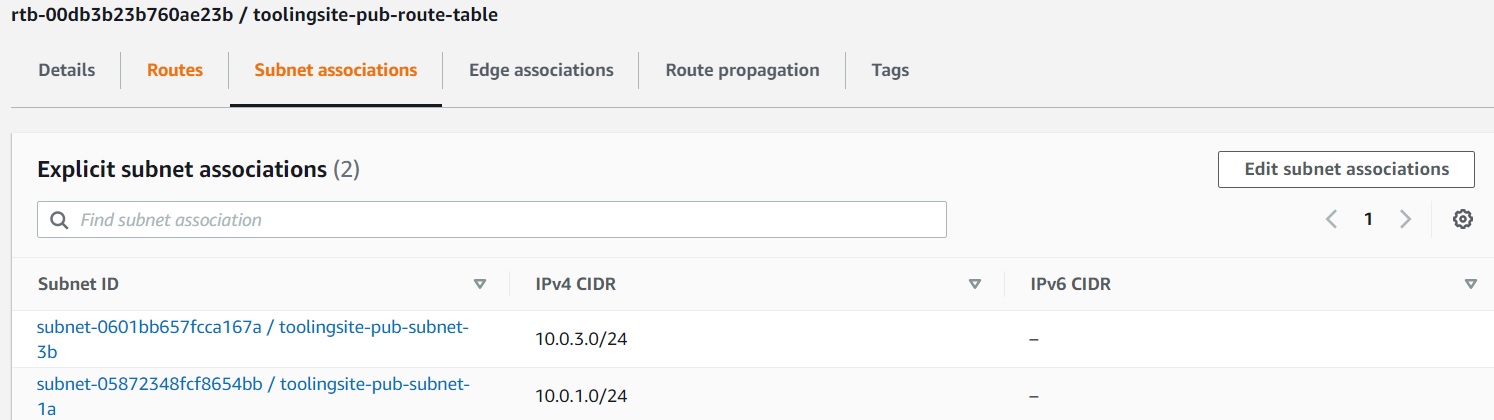 rtb-00db3b23b760ae23b / toolingsite-pub-route-table
Details Routes Subnet associations Edge associations Route propagation Tags
Explicit subnet associations (2)
Edit subnet associations
Find subnet association
1
Subnet ID IPv4 CIDR IPv6 CIDR
subnet-0601bb657fcca167a / toolingsite-pub-subnet-
3b
10.0.3.0/24 –
subnet-05872348fcf8654bb / toolingsite-pub-subnet-
1a
10.0.1.0/24 –